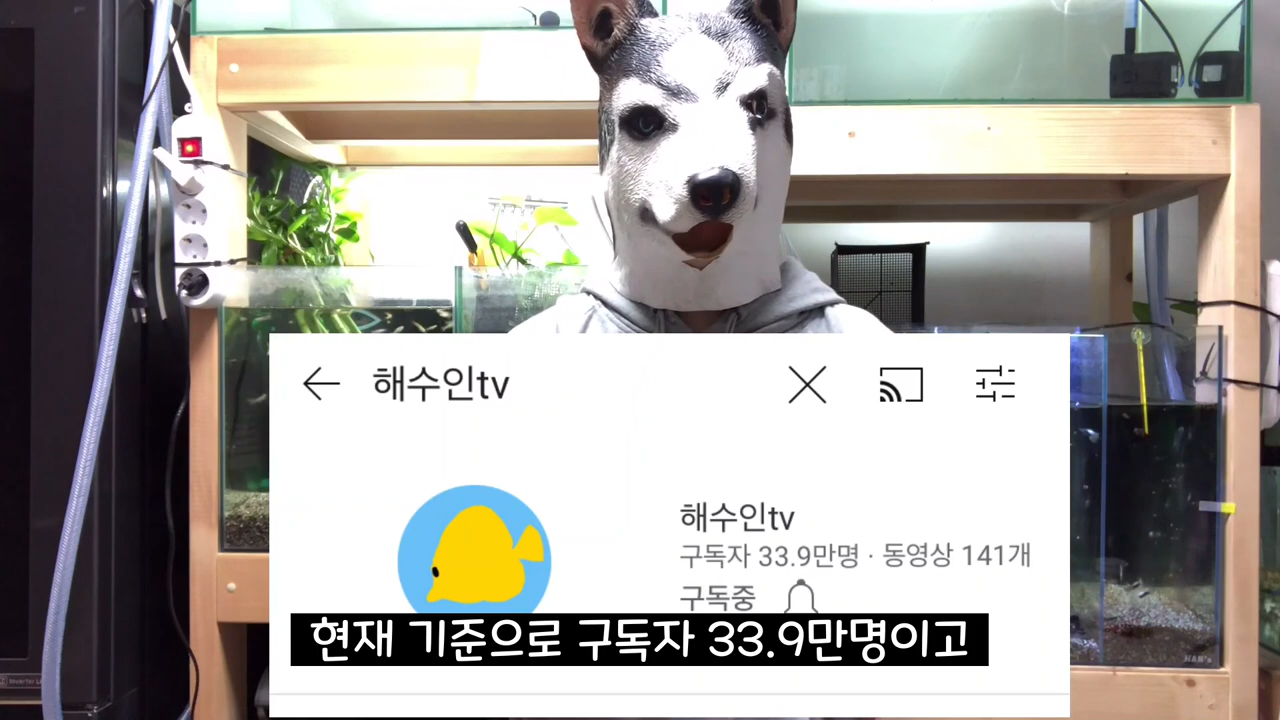 해수인tv
해수인tv
구독자 33.9만명 · 동영상 141개
구독중
현재 기준으로 구독자 33.9만명이고